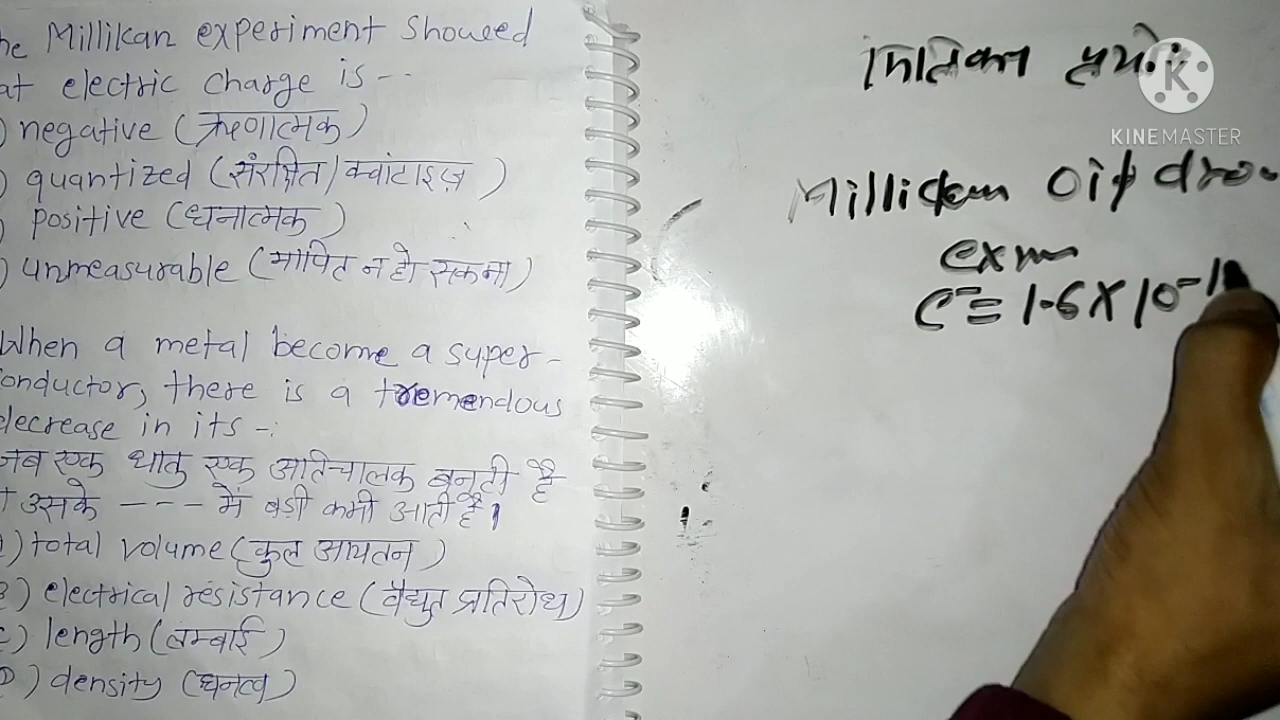 he Millikan experiment Showed
at electric charge is --
) negative (ऋणात्मक)
) quantized (संरक्षित/क्वांटाइज़)
) positive (धनात्मक)
) unmeasurable (मापित न हो सकना)
When a metal become a super-
onductor, there is a tremendous
decrease in its -:
जब एक धातु एक अतिचालक बनती है
उसके ---- में बड़ी कमी आती है।
) total volume (कुल आयतन)
B) electrical resistance (वैद्युत प्रतिरोध)
C) length (लम्बाई)
D) density (घनत्व)
मिलिकन
KINEMASTER
Millikan Oil dro
exm
e⁻ = 1.6 X 10⁻¹